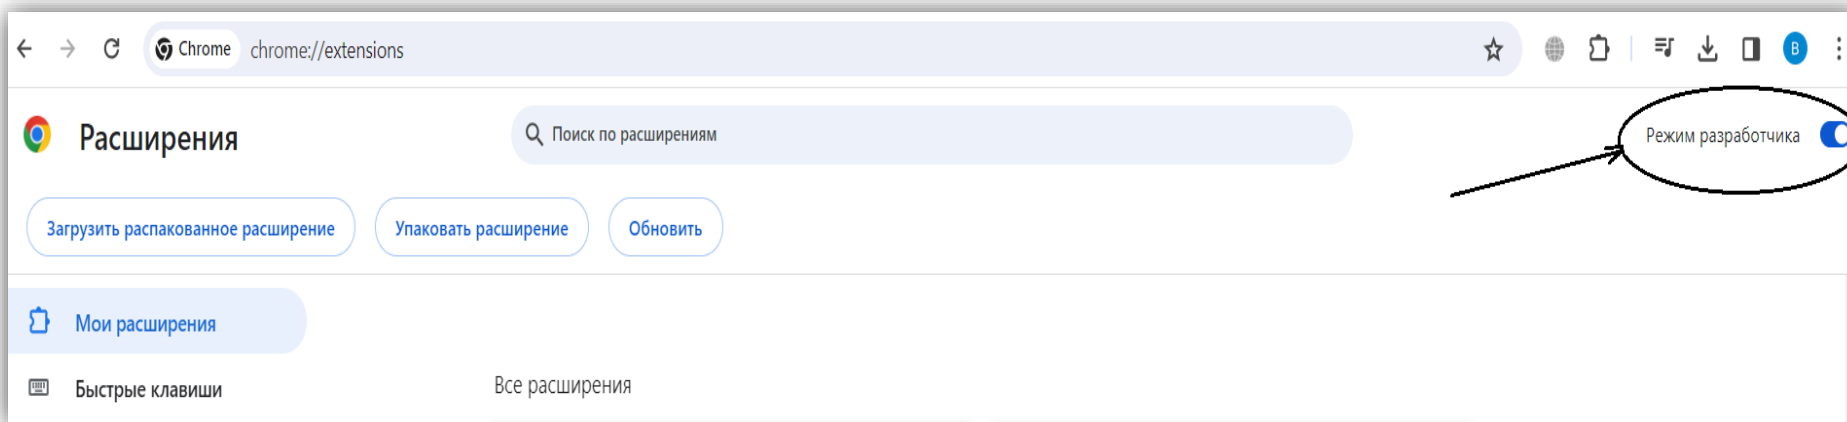 Chrome chrome://extensions B
Расширения Поиск по расширениям Режим разработчика
Загрузить распакованное расширение Упаковать расширение Обновить
Мои расширения
Быстрые клавиши Все расширения